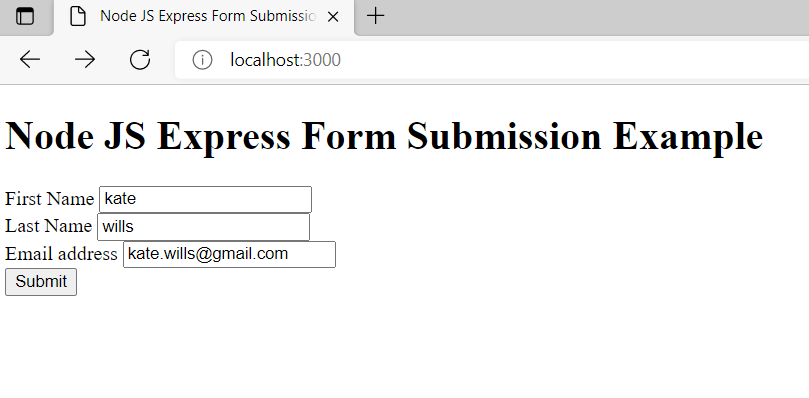 Node JS Express Form Submissio
localhost:3000
Node JS Express Form Submission Example
First Name kate
Last Name wills
Email address kate.wills@gmail.com
Submit